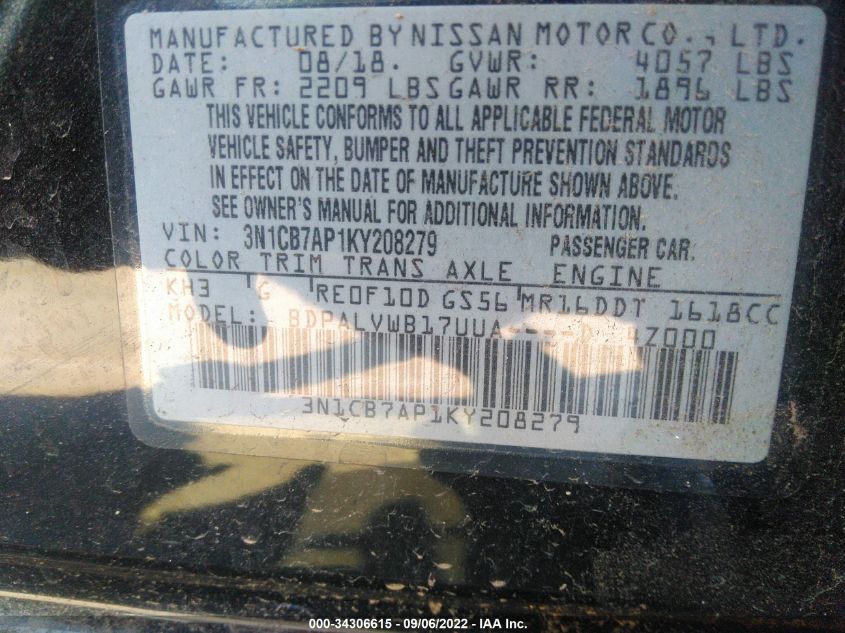 MANUFACTURED BY NISSAN MOTOR CO., LTD.
DATE: 08/18. GVWR: 4057 LBS
GAWR FR: 2209 LBS GAWR RR: 1896 LBS
THIS VEHICLE CONFORMS TO ALL APPLICABLE FEDERAL MOTOR
VEHICLE SAFETY, BUMPER AND THEFT PREVENTION STANDARDS
IN EFFECT ON THE DATE OF MANUFACTURE SHOWN ABOVE.
SEE OWNER'S MANUAL FOR ADDITIONAL INFORMATION.
VIN: 3N1CB7AP1KY208279 PASSENGER CAR.
COLOR TRIM TRANS AXLE ENGINE
KH3 G RE0F10D GS56 MR16DDT 1618CC
MODEL:
3N1CB7AP1KY208279
000-34306615 - 09/06/2022 - IAA Inc.